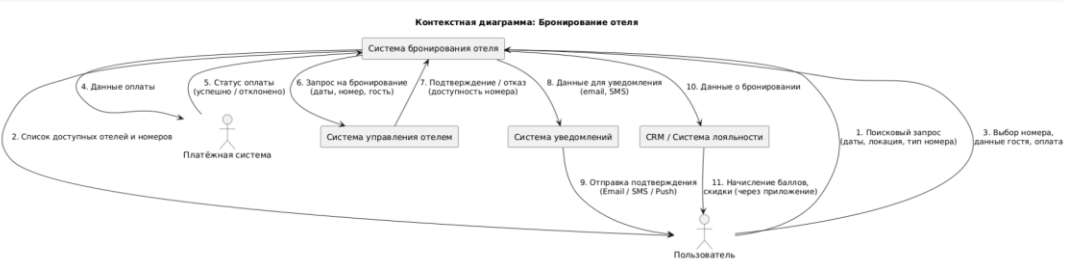 Контекстная диаграмма: Бронирование отеля
Система бронирования отеля
4. Данные оплаты
5. Статус оплаты
(успешно / отклонено)
6. Запрос на бронирование
(даты, номер, гость)
7. Подтверждение / отказ
(доступность номера)
8. Данные для уведомления
(email, SMS)
10. Данные о бронировании
2. Список доступных отелей и номеров
Платёжная система
Система управления отелем
Система уведомлений
CRM / Система лояльности
1. Поисковый запрос
(даты, локация, тип номера)
3. Выбор номера,
данные гостя, оплата
9. Отправка подтверждения
(Email / SMS / Push)
11. Начисление баллов,
скидки (через приложение)
Пользователь